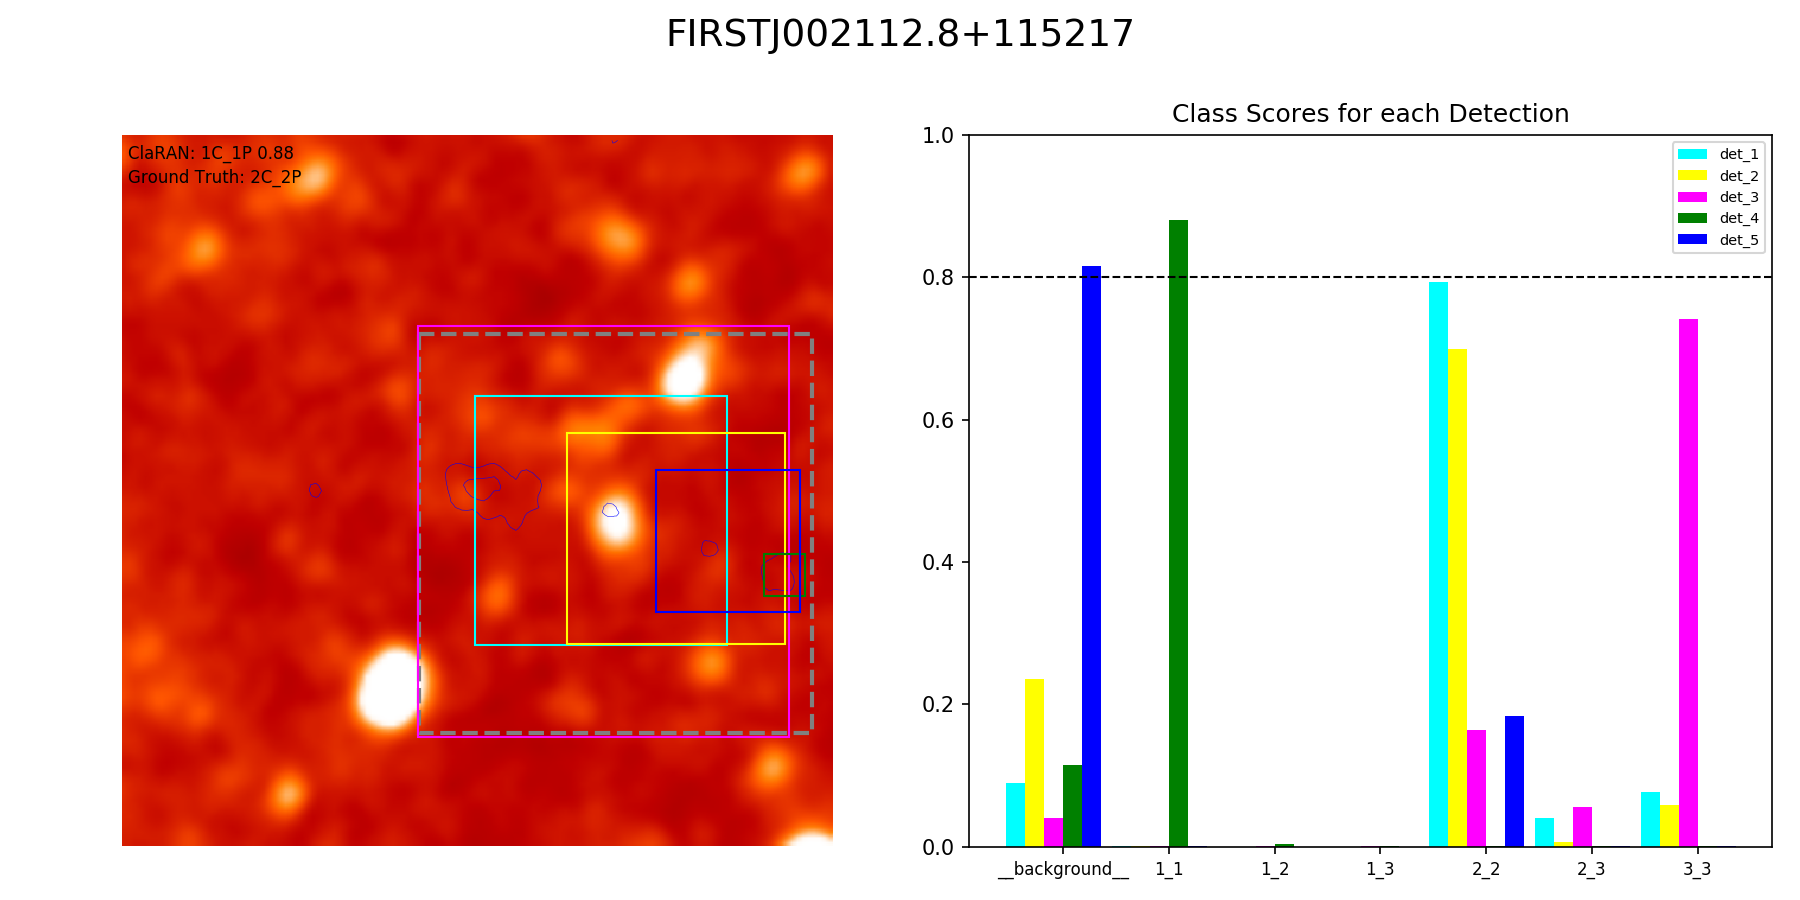 FIRSTJ002112.8+115217
ClaRAN: 1C_1P 0.88
Ground Truth: 2C_2P
Class Scores for each Detection
1.0
0.8
0.6
0.4
0.2
0.0
det_1
det_2
det_3
det_4
det_5
__background__ 1_1 1_2 1_3 2_2 2_3 3_3